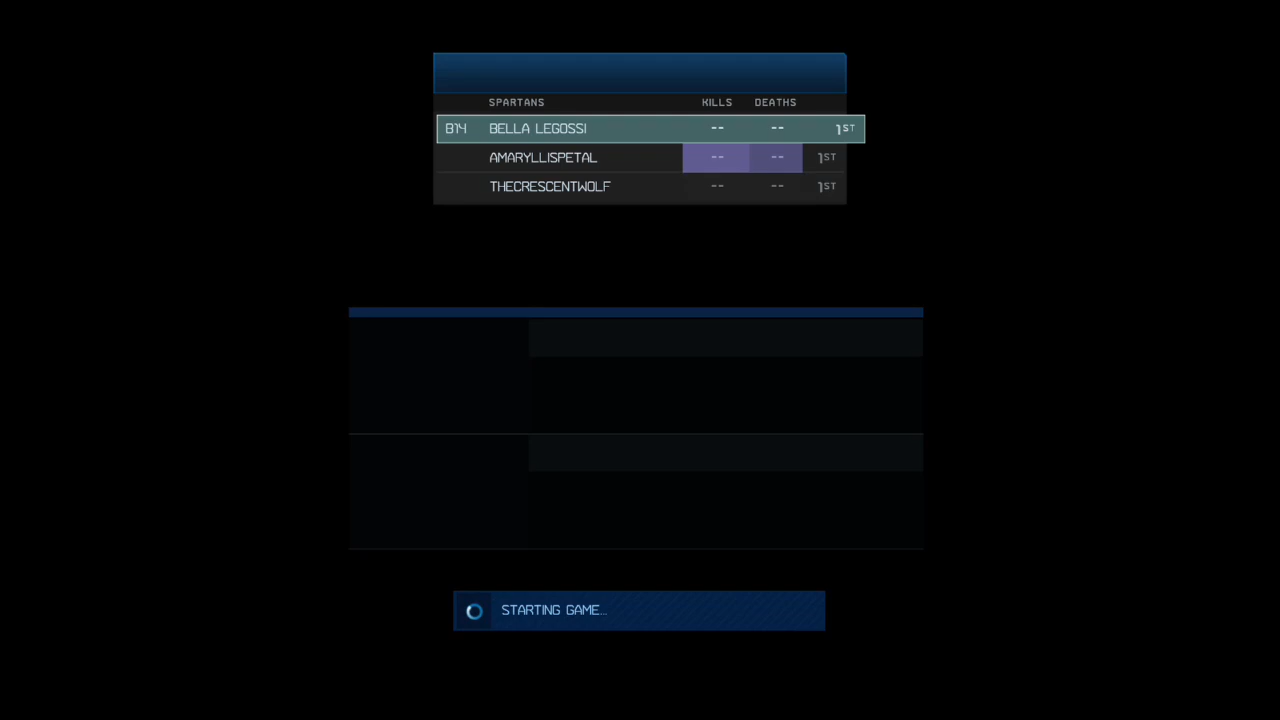 SPARTANS KILLS DEATHS
B14 BELLA LEGOSSI -- -- 1ST
AMARYLLISPETAL -- -- 1ST
THECRESCENTWOLF -- -- 1ST
STARTING GAME...